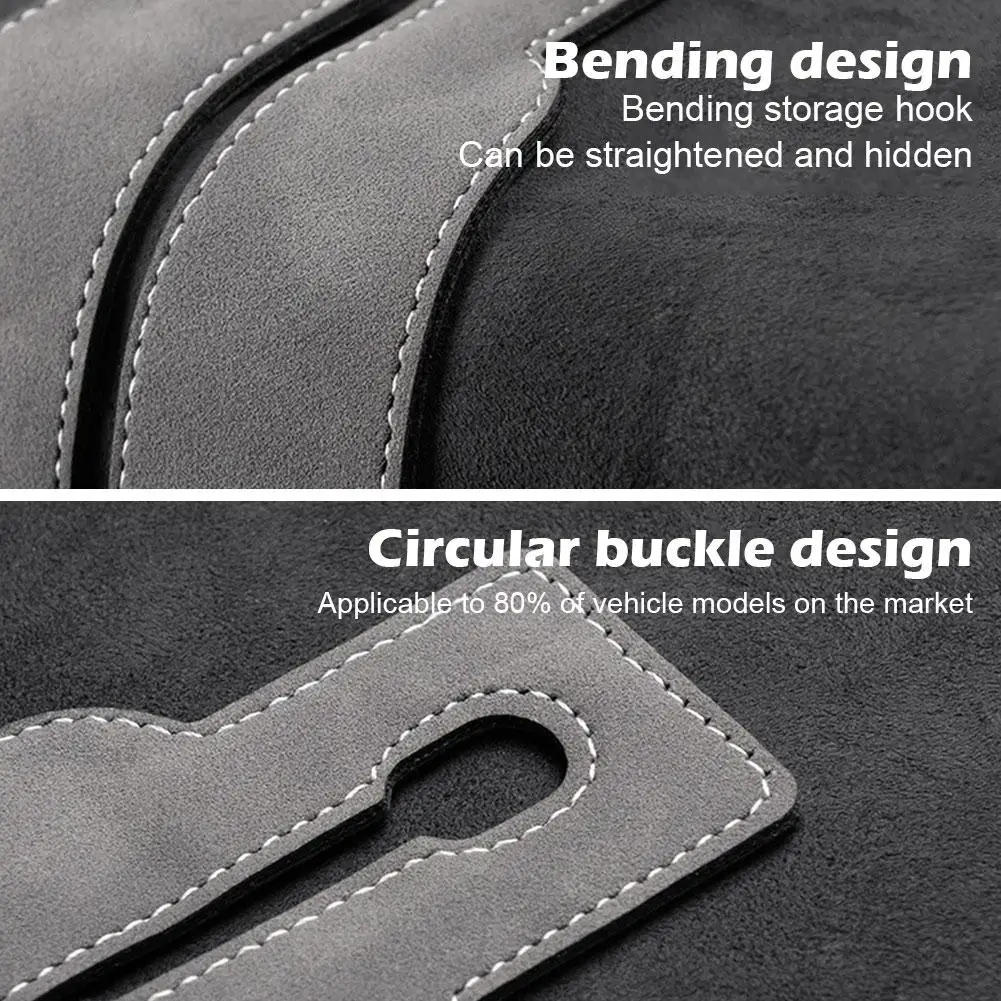 Bending design
Bending storage hook
Can be straightened and hidden
Circular buckle design
Applicable to 80% of vehicle models on the market